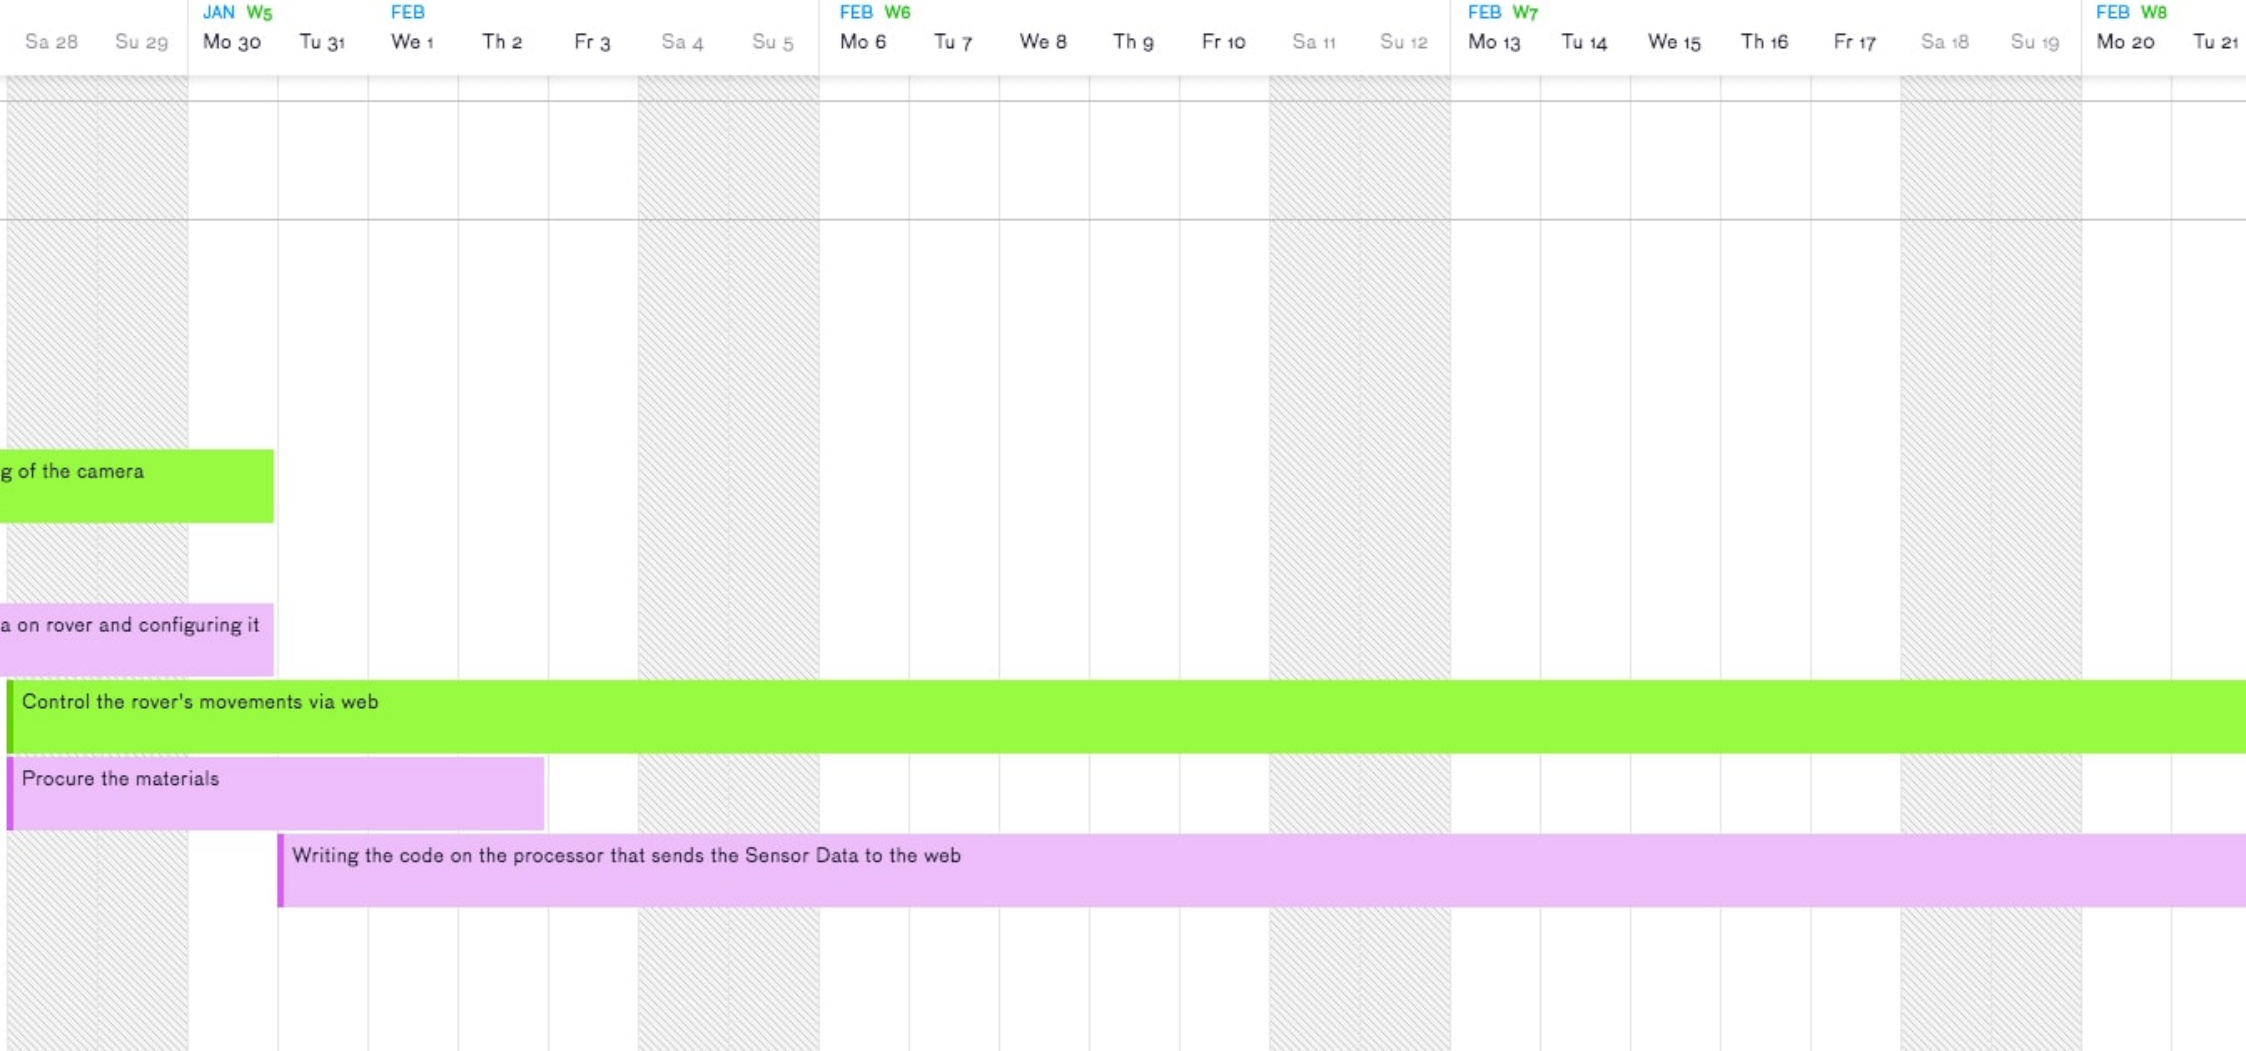 JAN W5 FEB FEB W6 FEB W7 FEB W8
Sa 28 Su 29 Mo 30 Tu 31 We 1 Th 2 Fr 3 Sa 4 Su 5 Mo 6 Tu 7 We 8 Th 9 Fr 10 Sa 11 Su 12 Mo 13 Tu 14 We 15 Th 16 Fr 17 Sa 18 Su 19 Mo 20 Tu 21
g of the camera
a on rover and configuring it
Control the rover's movements via web
Procure the materials
Writing the code on the processor that sends the Sensor Data to the web